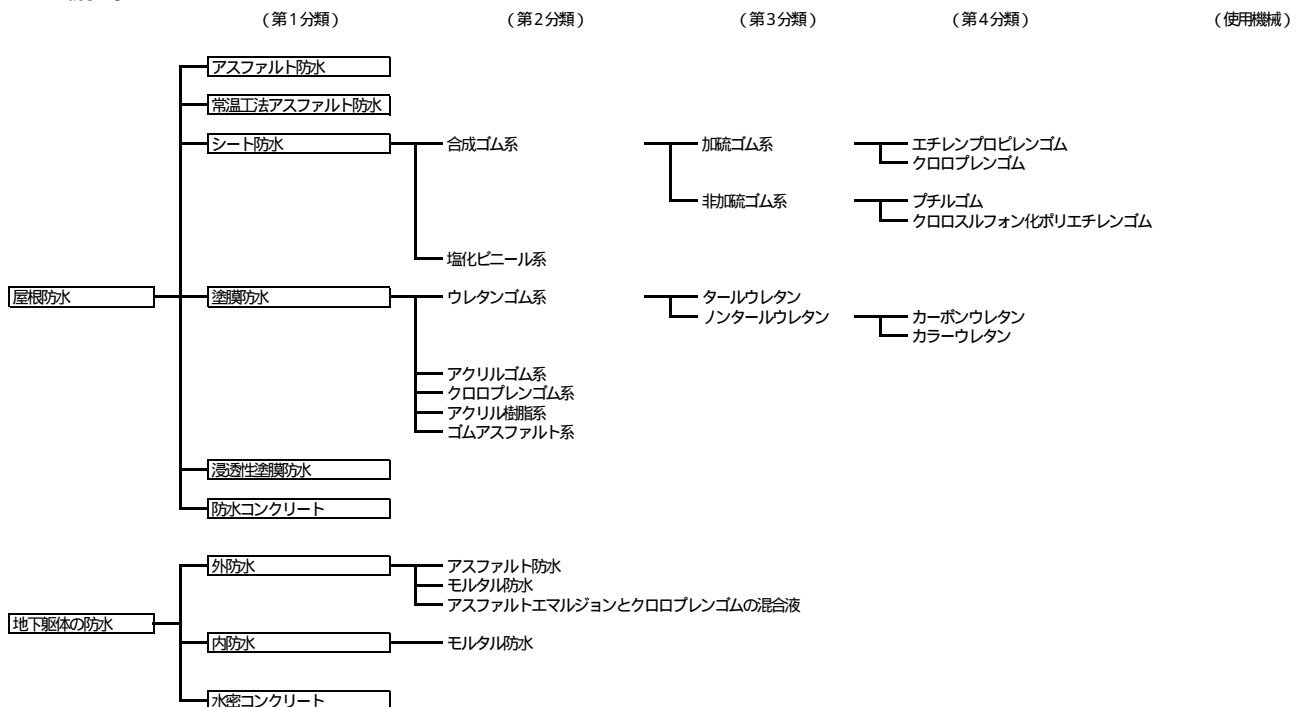 (第1分類) (第2分類) (第3分類) (第4分類) (使用機械)
アスファルト防水
常温工法アスファルト防水
シート防水 合成ゴム系 加硫ゴム系 エチレンプロピレンゴム
クロロプレンゴム
非加硫ゴム系 ブチルゴム
クロロスルフォン化ポリエチレンゴム
塩化ビニール系
屋根防水 塗膜防水 ウレタンゴム系 タールウレタン
ノンタールウレタン カーボンウレタン
カラーウレタン
アクリルゴム系
クロロプレンゴム系
アクリル樹脂系
ゴムアスファルト系
浸透性塗膜防水
防水コンクリート
外防水 アスファルト防水
モルタル防水
アスファルトエマルジョンとクロロプレンゴムの混合液
地下躯体の防水
内防水 モルタル防水
水密コンクリート